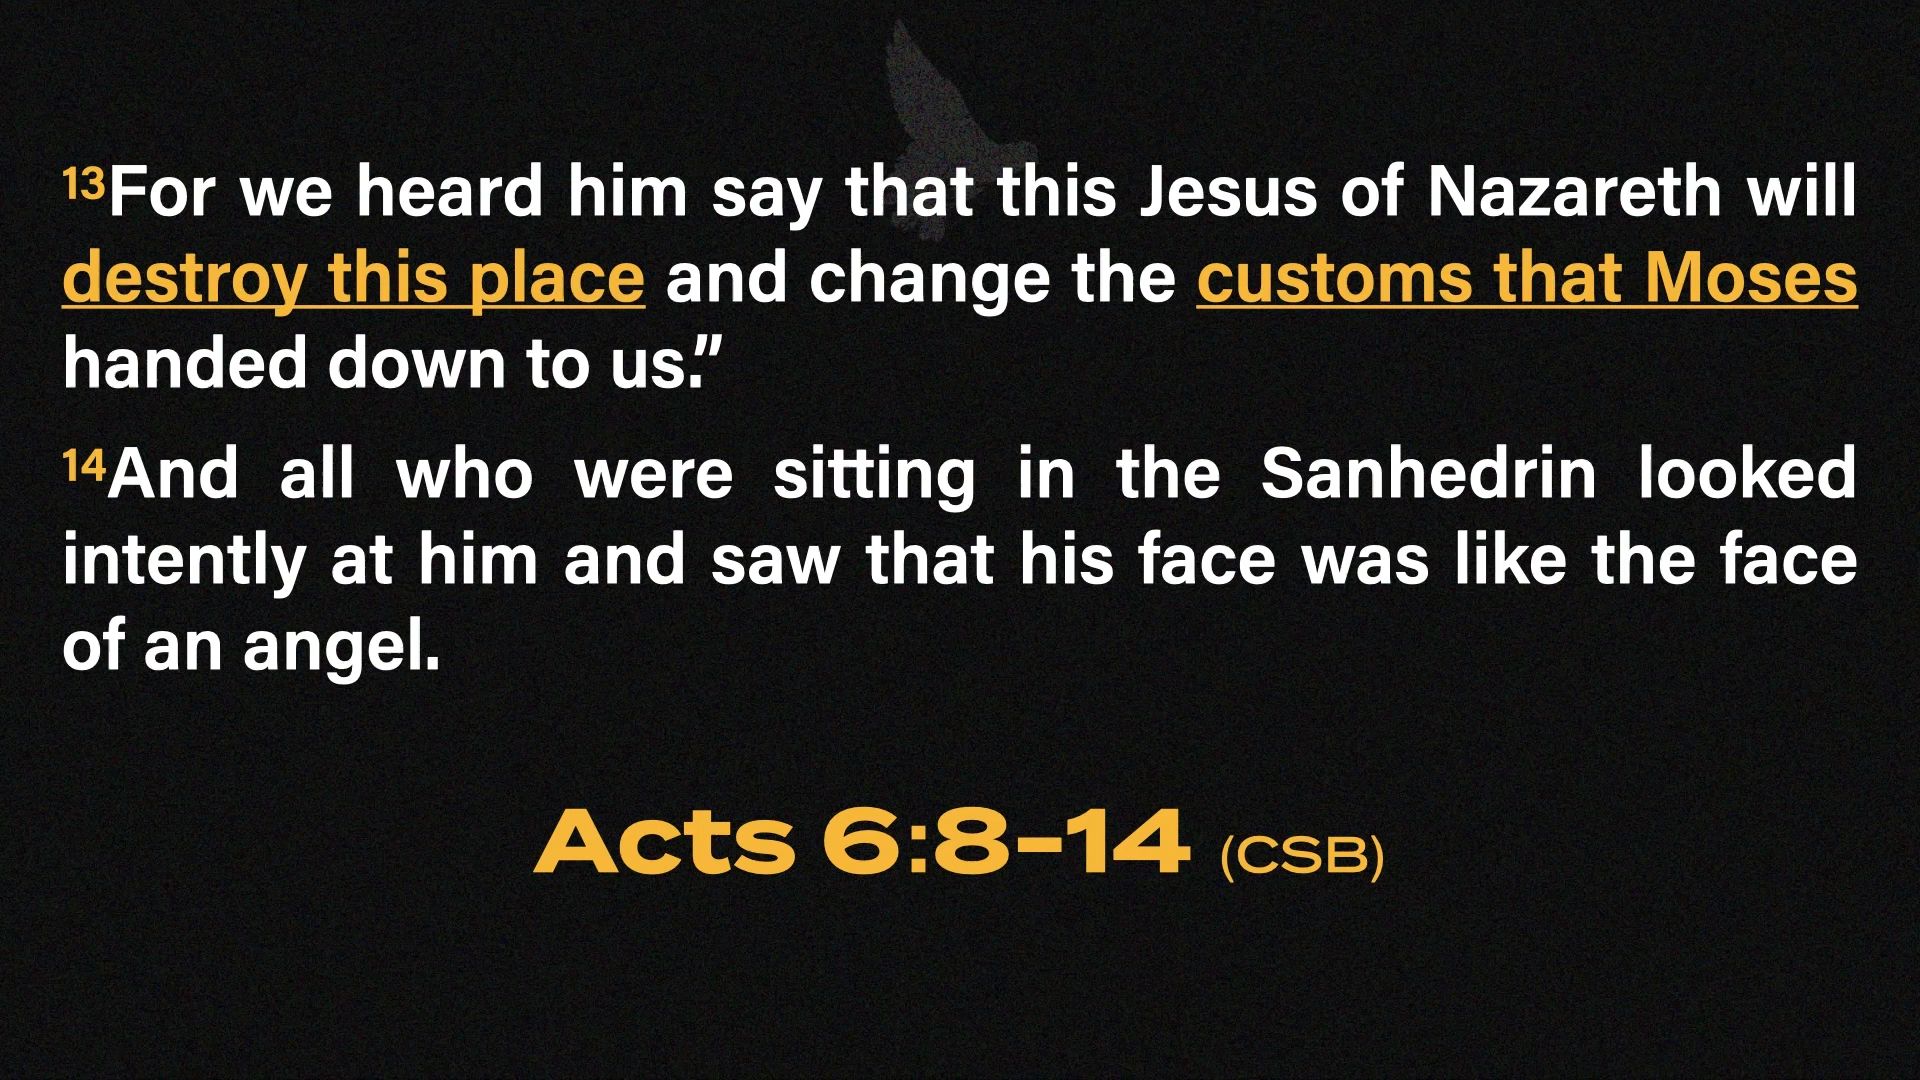 13For we heard him say that this Jesus of Nazareth will
destroy this place and change the customs that Moses
handed down to us.”
14And all who were sitting in the Sanhedrin looked
intently at him and saw that his face was like the face
of an angel.
Acts 6:8–14 (CSB)